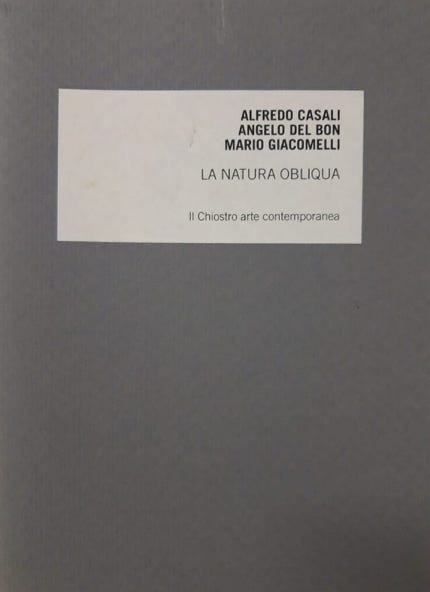 ALFREDO CASALI
ANGELO DEL BON
MARIO GIACOMELLI
LA NATURA OBLIQUA
Il Chiostro arte contemporanea